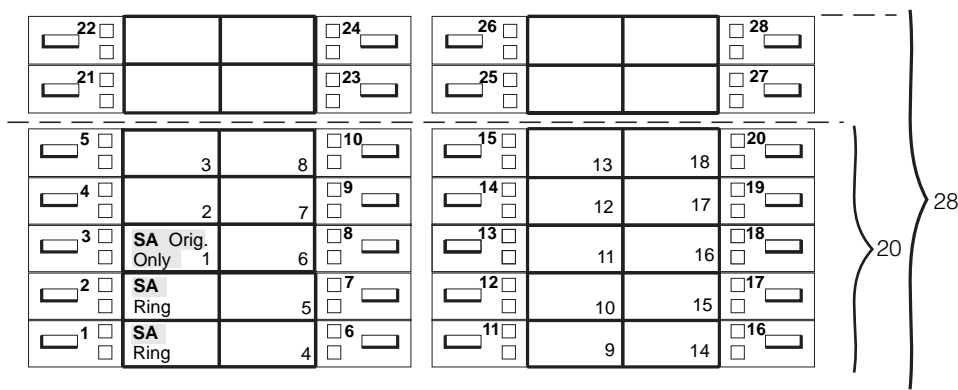 22 24 26 28
21 23 25 27
5 3 8 10 15 13 18 20
4 2 7 9 14 12 17 19
3 SA Orig. 8 13 18
Only 1 6 11 16
2 SA 7 12 17
Ring 5 10 15
1 SA 6 11 16
Ring 4 9 14
20
28